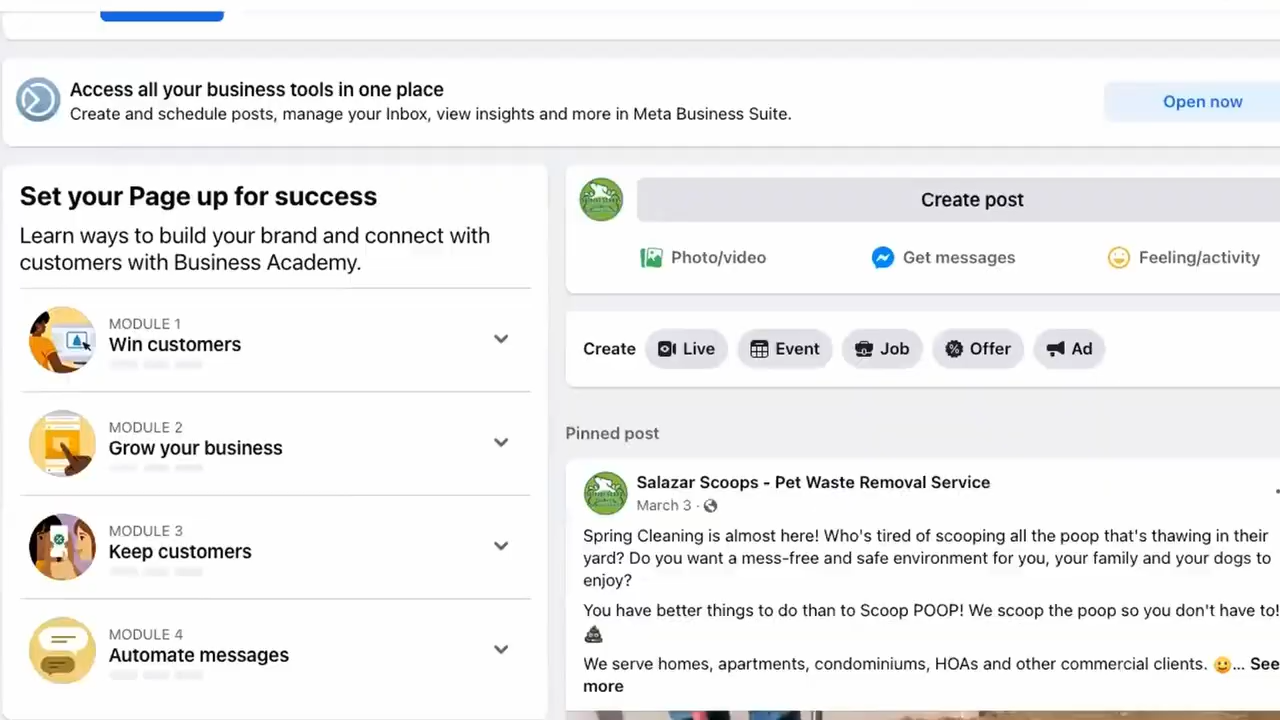 Access all your business tools in one place
Create and schedule posts, manage your Inbox, view insights and more in Meta Business Suite.
Open now
Set your Page up for success
Learn ways to build your brand and connect with
customers with Business Academy.
MODULE 1
Win customers
MODULE 2
Grow your business
MODULE 3
Keep customers
MODULE 4
Automate messages
Create post
Photo/video
Get messages
Feeling/activity
Create
Live
Event
Job
Offer
Ad
Pinned post
Salazar Scoops - Pet Waste Removal Service
March 3 ·
Spring Cleaning is almost here! Who's tired of scooping all the poop that's thawing in their
yard? Do you want a mess-free and safe environment for you, your family and your dogs to
enjoy?
You have better things to do than to Scoop POOP! We scoop the poop so you don't have to!
💩
We serve homes, apartments, condominiums, HOAs and other commercial clients. 🙂... See
more